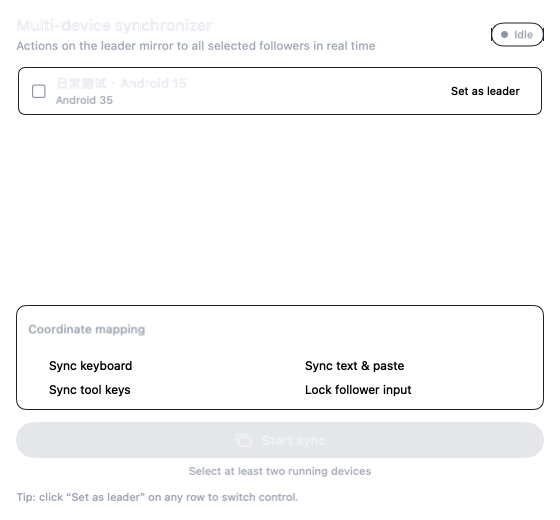 Multi-device synchronizer
Actions on the leader mirror to all selected followers in real time
Idle
日常测试 · Android 15
Android 35
Set as leader
Coordinate mapping
Sync keyboard
Sync text & paste
Sync tool keys
Lock follower input
Start sync
Select at least two running devices
Tip: click “Set as leader” on any row to switch control.